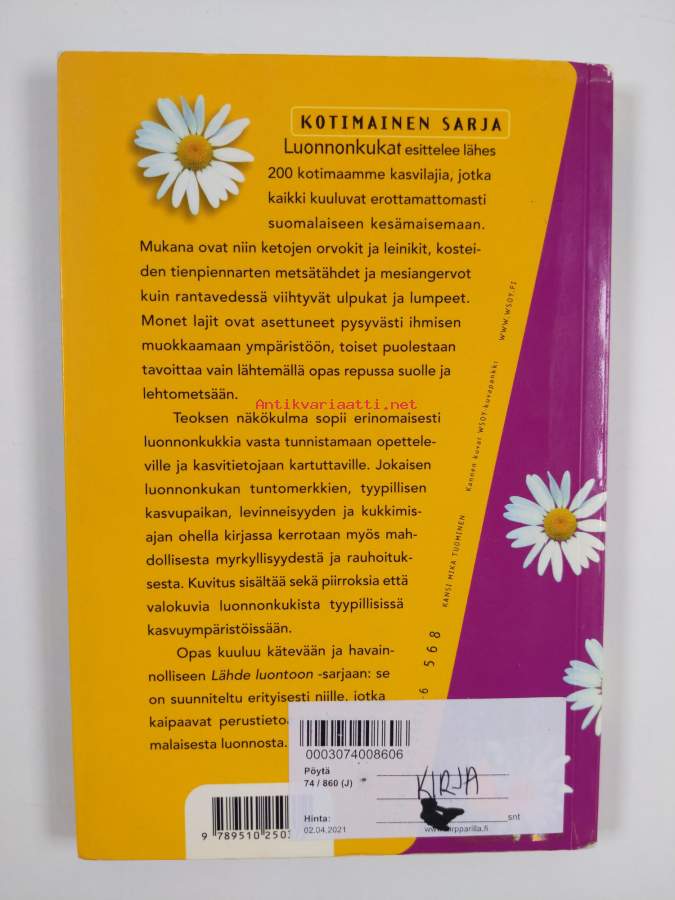 KOTIMAINEN SARJA
Luonnonkukat esittelee lähes
200 kotimaamme kasvilajia, jotka
kaikki kuuluvat erottamattomasti
suomalaiseen kesämaisemaan.
Mukana ovat niin ketojen orvokit ja leinikit, kostei-
den tienpiennarten metsätähdet ja mesiangervot
kuin rantavedessä viihtyvät ulpukat ja lumpeet.
Monet lajit ovat asettuneet pysyvästi ihmisen
muokkaamaan ympäristöön, toiset puolestaan
tavoittaa vain lähtemällä opas repussa suolle ja
lehtometsään.
Antikvariaatti.net
Teoksen näkökulma sopii erinomaisesti
luonnonkukkia vasta tunnistamaan opettele-
ville ja kasvitietojaan kartuttaville. Jokaisen
luonnonkukan tuntomerkkien, tyypillisen
kasvupaikan, levinneisyyden ja kukkimis-
ajan ohella kirjassa kerrotaan myös mah-
dollisesta myrkyllisyydestä ja rauhoituk-
sesta. Kuvitus sisältää sekä piirroksia että
valokuvia luonnonkukista tyypillisissä
kasvuympäristöissään.
Opas kuuluu kätevään ja havain-
nolliseen Lähde luontoon -sarjaan: se
on suunniteltu erityisesti niille, jotka
kaipaavat perustieto
malaisesta luonnosta.
KANSI MIKA TUOMINEN Kannen kuvat WSOY-kuvapankki WWW.WSOY.FI
-6 568
0003074008606
Pöytä
74 / 860 (J)
KIRJA
Hinta: snt
02.04.2021
9 789510 250